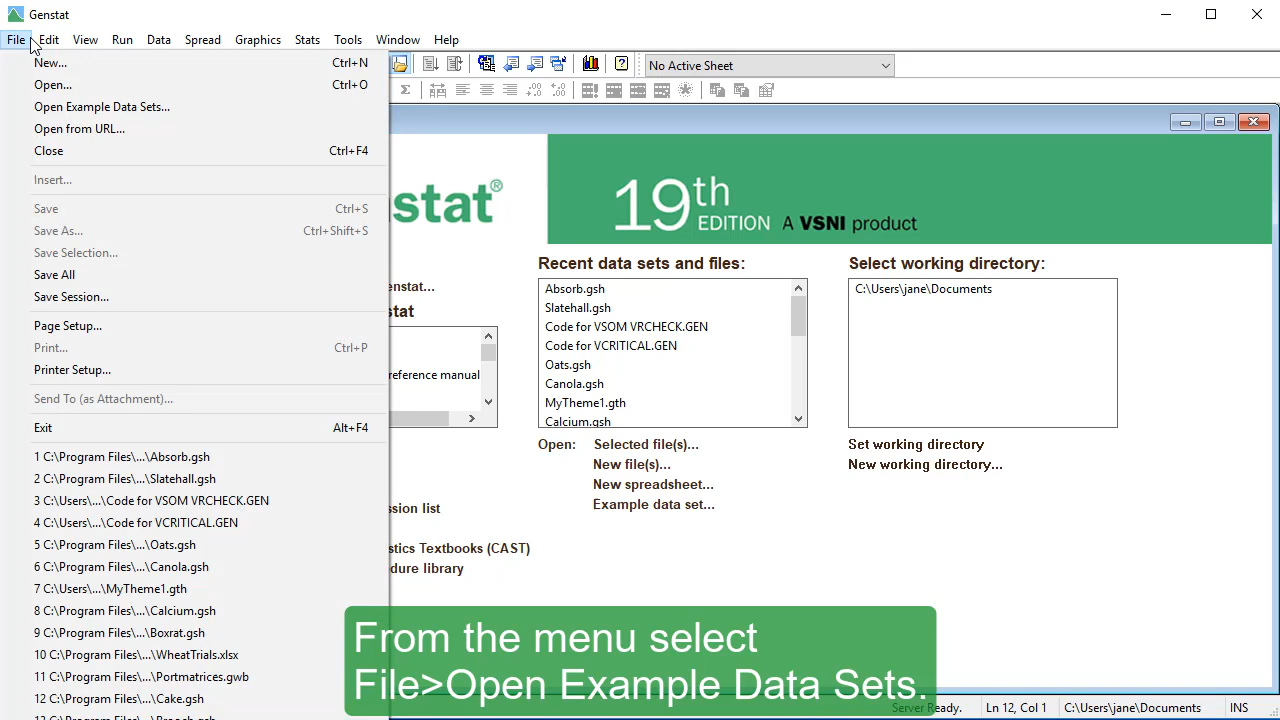 Genstat
File Edit View Run Data Spread Graphics Stats Tools Window Help
New... Ctrl+N
Open... Ctrl+O
Open Example Data Sets...
Open from URL...
Close Ctrl+F4
Insert...
Save Ctrl+S
Save As... Ctrl+Shift+S
Save Selection...
Save All
Save Session...
Page Setup...
Print... Ctrl+P
Printer Setup...
Send To (as Attachment)...
Exit Alt+F4
1 C:\Program Files\...\Absorb.gsh
2 C:\Program Files\...\Slatehall.gsh
3 C:\Users\...\Code for VSOM VRCHECK.GEN
4 C:\Users\...\Code for VCRITICAL.GEN
5 C:\Program Files\...\Oats.gsh
6 C:\Program Files\...\Canola.gsh
7 C:\Users\...\MyTheme1.gth
8 C:\Program Files\...\Calcium.gsh
9 C:\Program Files\...\Boxrat.gsh
10 C:\Program Files\...\WheatTrials.xlsx
11 C:\Program Files\...\Portmatrices.gwb
12 C:\Program Files\...\Cake.gsh
No Active Sheet
nstat®
19th EDITION A VSNI product
enstat...
stat
reference manual
ssion list
stics Textbooks (CAST)
dure library
Recent data sets and files:
Absorb.gsh
Slatehall.gsh
Code for VSOM VRCHECK.GEN
Code for VCRITICAL.GEN
Oats.gsh
Canola.gsh
MyTheme1.gth
Calcium.gsh
Open: Selected file(s)...
New file(s)...
New spreadsheet...
Example data set...
Select working directory:
C:\Users\jane\Documents
Set working directory
New working directory...
From the menu select
File>Open Example Data Sets.
Server Ready. Ln 12, Col 1 C:\Users\jane\Documents INS